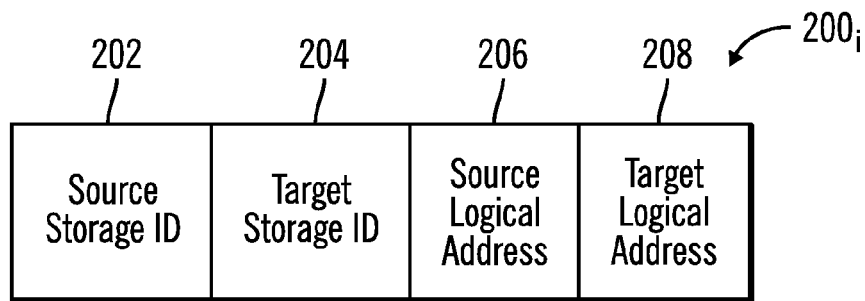 202 204 206 208 200i
Source Storage ID
Target Storage ID
Source Logical Address
Target Logical Address